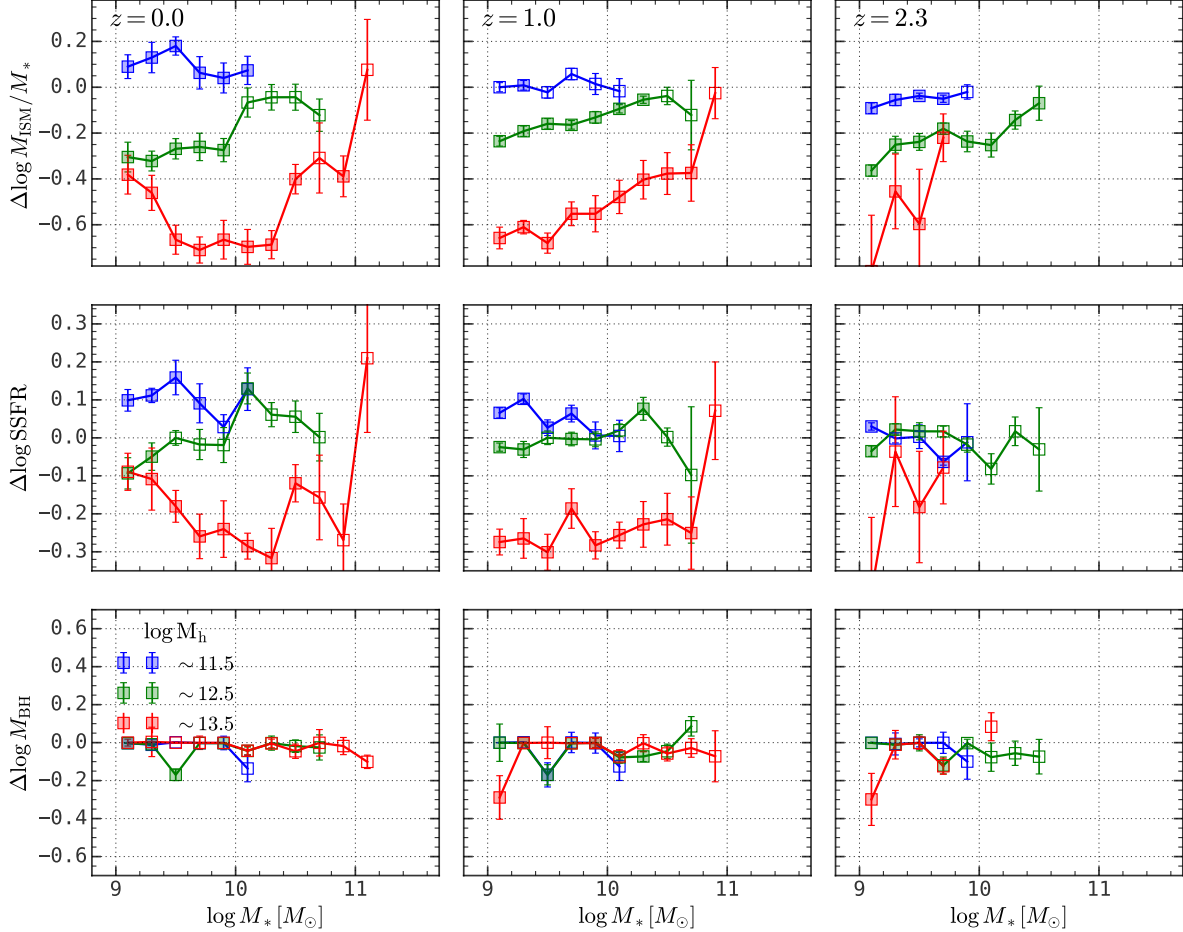 z = 0.0
z = 1.0
z = 2.3
Δ log M_ISM/M_*
0.2
0.0
−0.2
−0.4
−0.6
Δ log SSFR
0.3
0.2
0.1
0.0
−0.1
−0.2
−0.3
Δ log M_BH
0.6
0.4
0.2
0.0
−0.2
−0.4
−0.6
log M_h
∼ 11.5
∼ 12.5
∼ 13.5
9 10 11 9 10 11 9 10 11
log M_* [M_⊙] log M_* [M_⊙] log M_* [M_⊙]